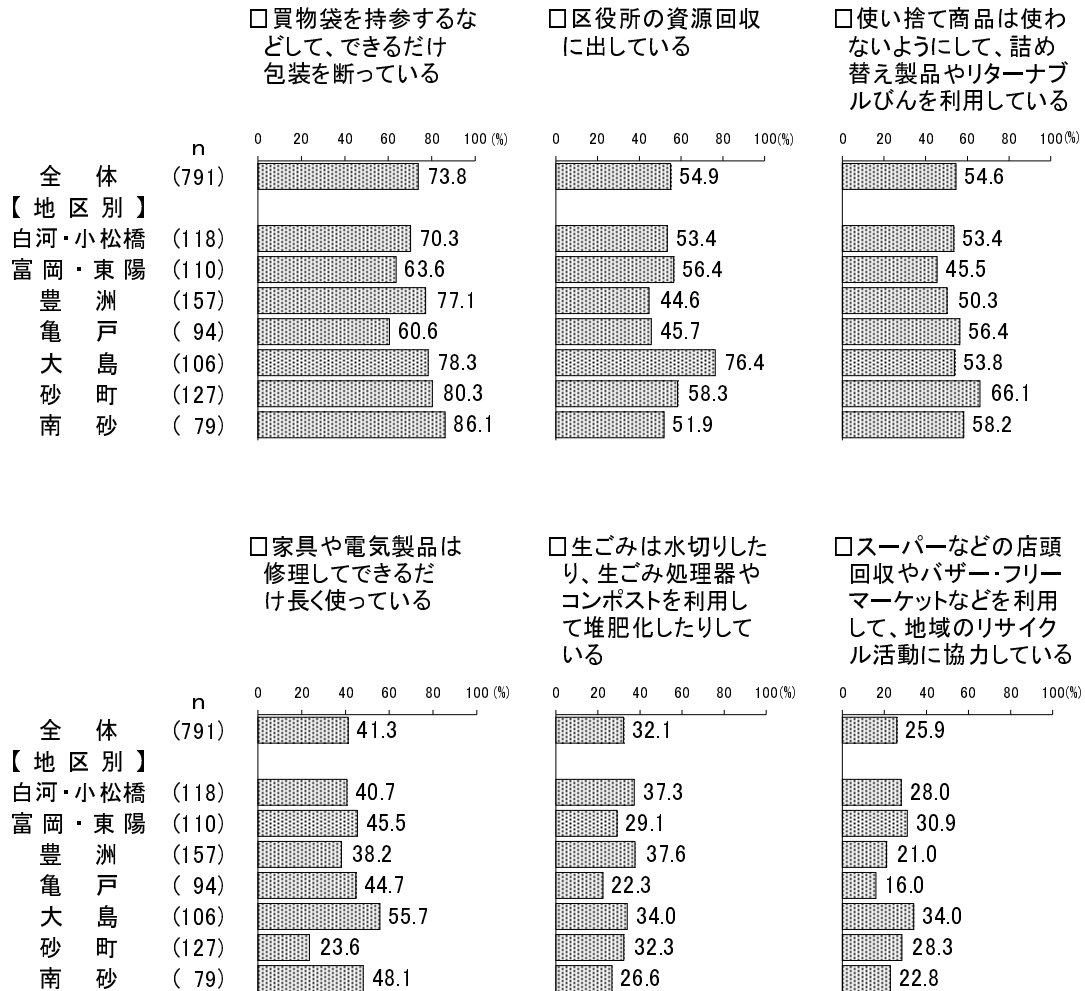 □買物袋を持参するな
どして、できるだけ
包装を断っている
□区役所の資源回収
に出している
□使い捨て商品は使わ
ないようにして、詰め
替え製品やリターナブ
ルびんを利用している
n
0 20 40 60 80 100(%)
0 20 40 60 80 100(%)
0 20 40 60 80 100(%)
全体 (791) 73.8 54.9 54.6
【地区別】
白河・小松橋 (118) 70.3 53.4 53.4
富岡・東陽 (110) 63.6 56.4 45.5
豊洲 (157) 77.1 44.6 50.3
亀戸 ( 94) 60.6 45.7 56.4
大島 (106) 78.3 76.4 53.8
砂町 (127) 80.3 58.3 66.1
南砂 ( 79) 86.1 51.9 58.2
□家具や電気製品は
修理してできるだ
け長く使っている
□生ごみは水切りした
り、生ごみ処理器や
コンポストを利用し
て堆肥化したりして
いる
□スーパーなどの店頭
回収やバザー・フリー
マーケットなどを利用
して、地域のリサイク
ル活動に協力している
n
0 20 40 60 80 100(%)
0 20 40 60 80 100(%)
0 20 40 60 80 100(%)
全体 (791) 41.3 32.1 25.9
【地区別】
白河・小松橋 (118) 40.7 37.3 28.0
富岡・東陽 (110) 45.5 29.1 30.9
豊洲 (157) 38.2 37.6 21.0
亀戸 ( 94) 44.7 22.3 16.0
大島 (106) 55.7 34.0 34.0
砂町 (127) 23.6 32.3 28.3
南砂 ( 79) 48.1 26.6 22.8